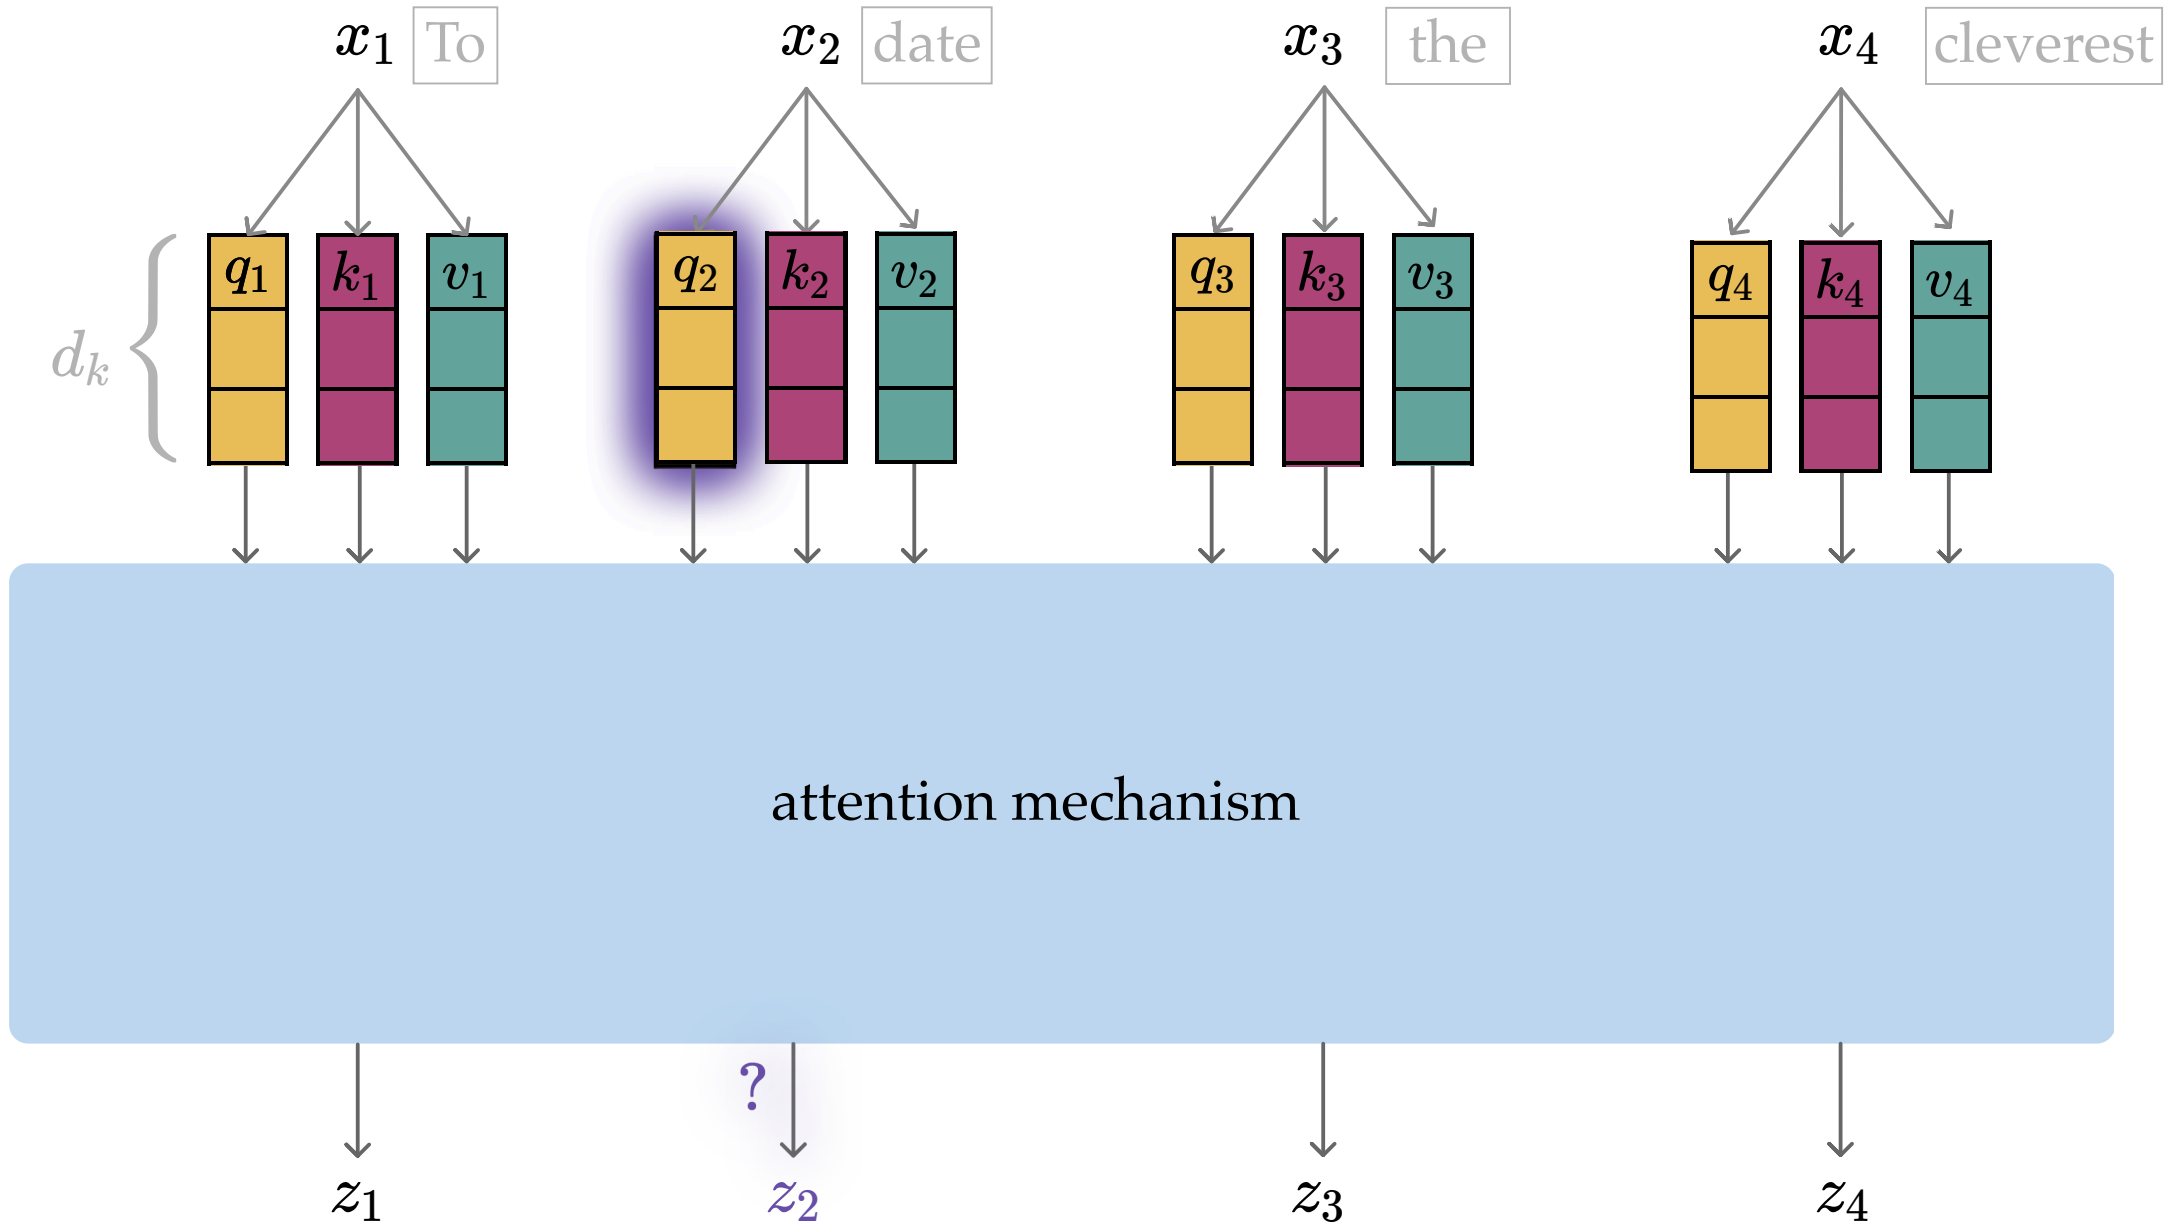 x₁ To x₂ date x₃ the x₄ cleverest
q₁ k₁ v₁ q₂ k₂ v₂ q₃ k₃ v₃ q₄ k₄ v₄
dₖ
attention mechanism
?
z₁ z₂ z₃ z₄